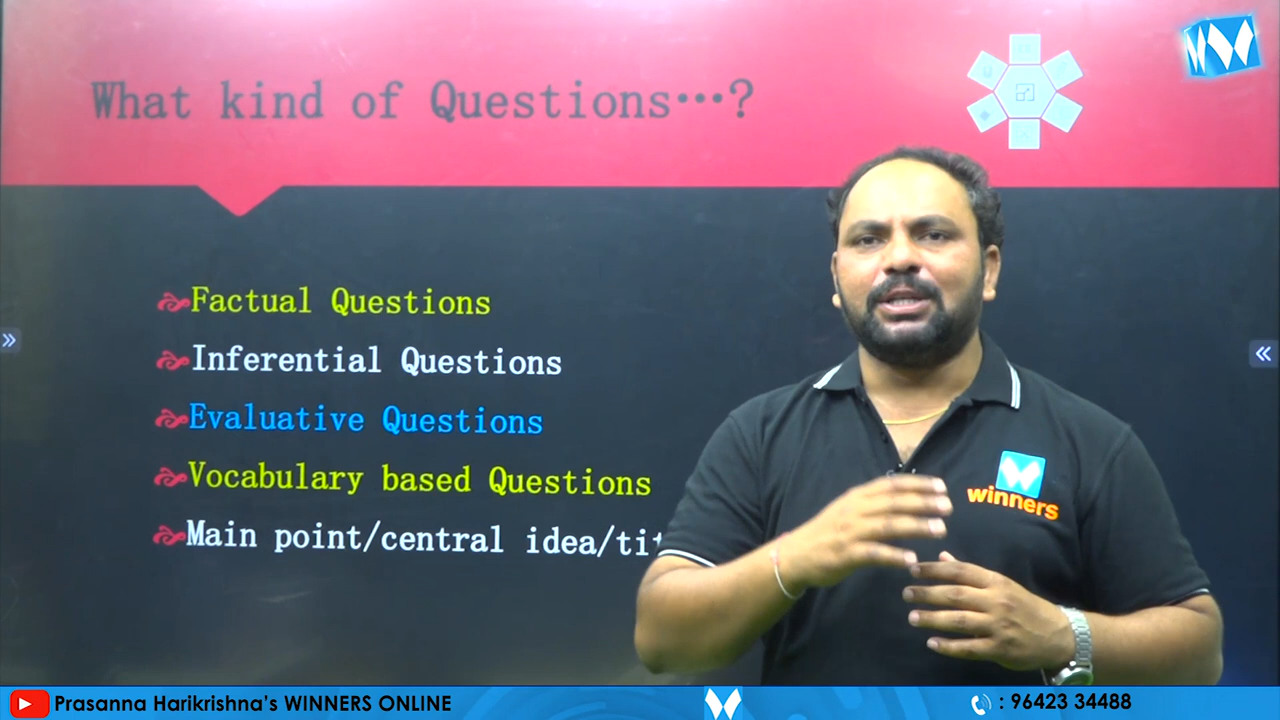 What kind of Questions…?
Factual Questions
Inferential Questions
Evaluative Questions
Vocabulary based Questions
Main point/central idea/
winners
Prasanna Harikrishna's WINNERS ONLINE
: 96423 34488